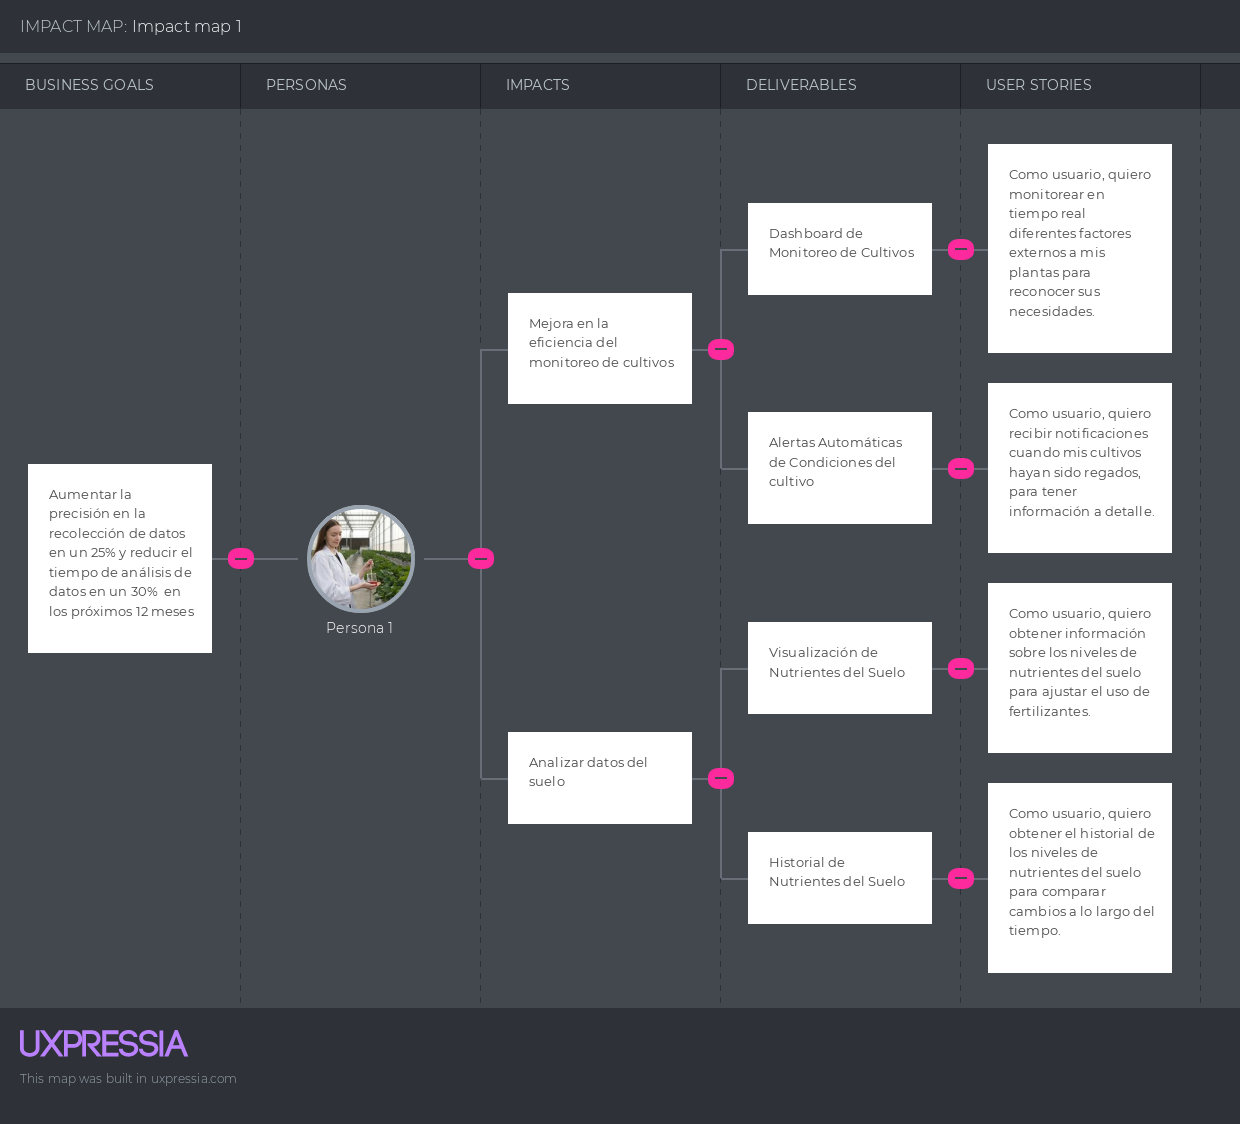 IMPACT MAP: Impact map 1
BUSINESS GOALS
PERSONAS
IMPACTS
DELIVERABLES
USER STORIES
Aumentar la
precisión en la
recolección de datos
en un 25% y reducir el
tiempo de análisis de
datos en un 30% en
los próximos 12 meses
Persona 1
Mejora en la
eficiencia del
monitoreo de cultivos
Dashboard de
Monitoreo de Cultivos
Como usuario, quiero
monitorear en
tiempo real
diferentes factores
externos a mis
plantas para
reconocer sus
necesidades.
Alertas Automáticas
de Condiciones del
cultivo
Como usuario, quiero
recibir notificaciones
cuando mis cultivos
hayan sido regados,
para tener
información a detalle.
Analizar datos del
suelo
Visualización de
Nutrientes del Suelo
Como usuario, quiero
obtener información
sobre los niveles de
nutrientes del suelo
para ajustar el uso de
fertilizantes.
Historial de
Nutrientes del Suelo
Como usuario, quiero
obtener el historial de
los niveles de
nutrientes del suelo
para comparar
cambios a lo largo del
tiempo.
UXPRESSIA
This map was built in uxpressia.com